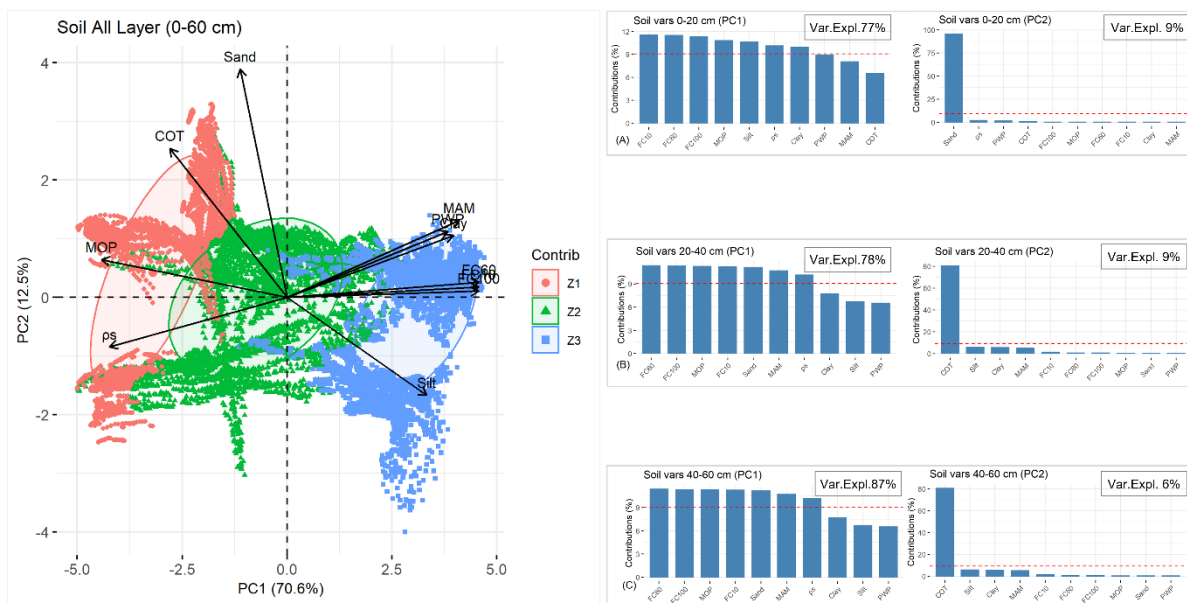 Soil All Layer (0-60 cm)
4
2
0
-2
-4
PC2 (12.5%)
Sand
COT
MOP
ρs
MAM
PWP
FC60
Silt
-5.0
-2.5
0.0
2.5
5.0
PC1 (70.6%)
Contrib
Z1
Z2
Z3
Soil vars 0-20 cm (PC1)
Var.Expl.77%
Contributions (%)
12
9
6
3
0
FC10
FC60
FC100
MOP
Silt
ρs
Clay
PWP
MAM
COT
(A)
Soil vars 0-20 cm (PC2)
Var.Expl. 9%
Contributions (%)
100
75
50
25
0
Sand
ρs
PWP
COT
FC100
MOP
FC60
FC10
Clay
MAM
Soil vars 20-40 cm (PC1)
Var.Expl.78%
Contributions (%)
9
6
3
0
FC60
FC100
MOP
FC10
Sand
MAM
ρs
Clay
Silt
PWP
(B)
Soil vars 20-40 cm (PC2)
Var.Expl. 9%
Contributions (%)
80
60
40
20
0
COT
Silt
Clay
MAM
FC10
FC60
FC100
MOP
Sand
PWP
Soil vars 40-60 cm (PC1)
Var.Expl.87%
Contributions (%)
9
6
3
0
FC60
FC100
MOP
FC10
Sand
MAM
ρs
Clay
Silt
PWP
(C)
Soil vars 40-60 cm (PC2)
Var.Expl. 6%
Contributions (%)
80
60
40
20
0
COT
Silt
Clay
MAM
FC10
FC60
FC100
MOP
Sand
PWP